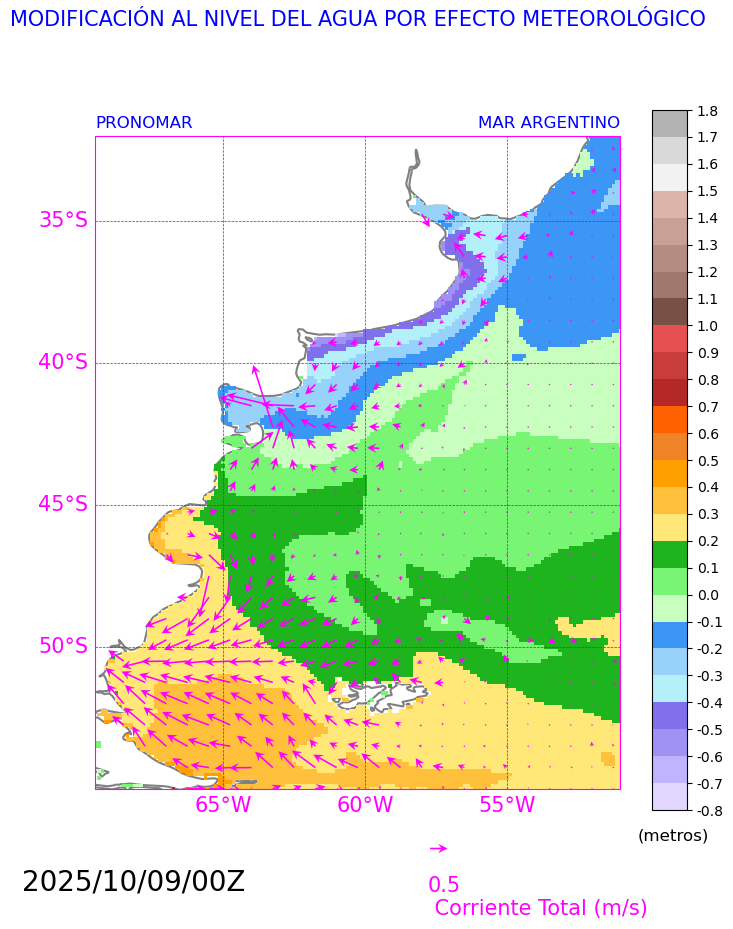 MODIFICACIÓN AL NIVEL DEL AGUA POR EFECTO METEOROLÓGICO
PRONOMAR MAR ARGENTINO
35°S
40°S
45°S
50°S
65°W 60°W 55°W
1.8
1.7
1.6
1.5
1.4
1.3
1.2
1.1
1.0
0.9
0.8
0.7
0.6
0.5
0.4
0.3
0.2
0.1
0.0
-0.1
-0.2
-0.3
-0.4
-0.5
-0.6
-0.7
-0.8
(metros)
2025/10/09/00Z
0.5
Corriente Total (m/s)